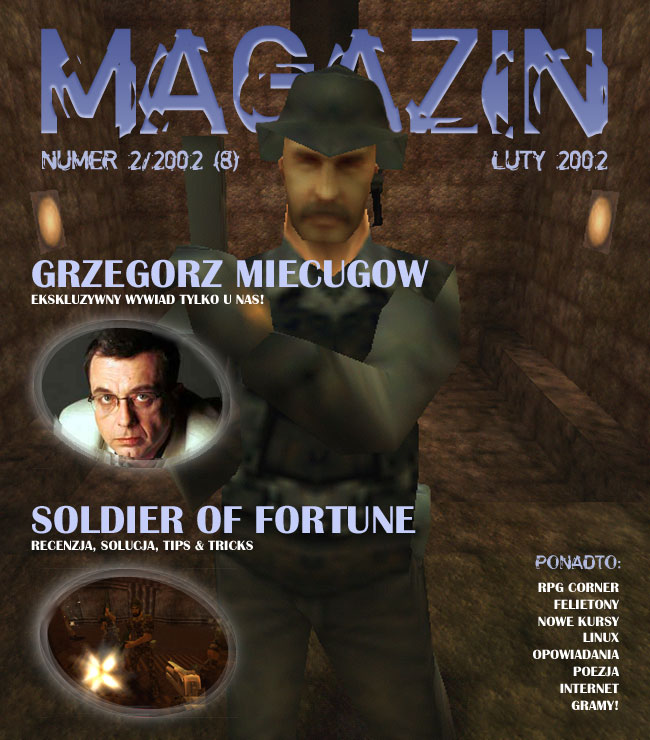 MAGAZIN
NUMER 2/2002 (8)
LUTY 2002
GRZEGORZ MIECUGOW
EKSKLUZYWNY WYWIAD TYLKO U NAS!
SOLDIER OF FORTUNE
RECENZJA, SOLUCJA, TIPS & TRICKS
PONADTO:
RPG CORNER
FELIETONY
NOWE KURSY
LINUX
OPOWIADANIA
POEZJA
INTERNET
GRAMY!